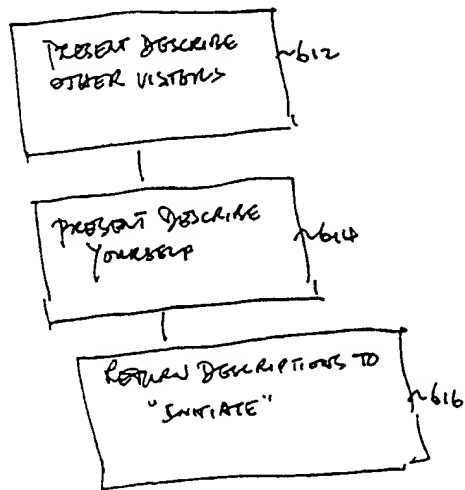 PRESENT DESCRIBE
OTHER VISITORS
~612
PRESENT DESCRIBE
YOURSELF
~614
RETURN DESCRIPTIONS TO
"INITIATE"
~616